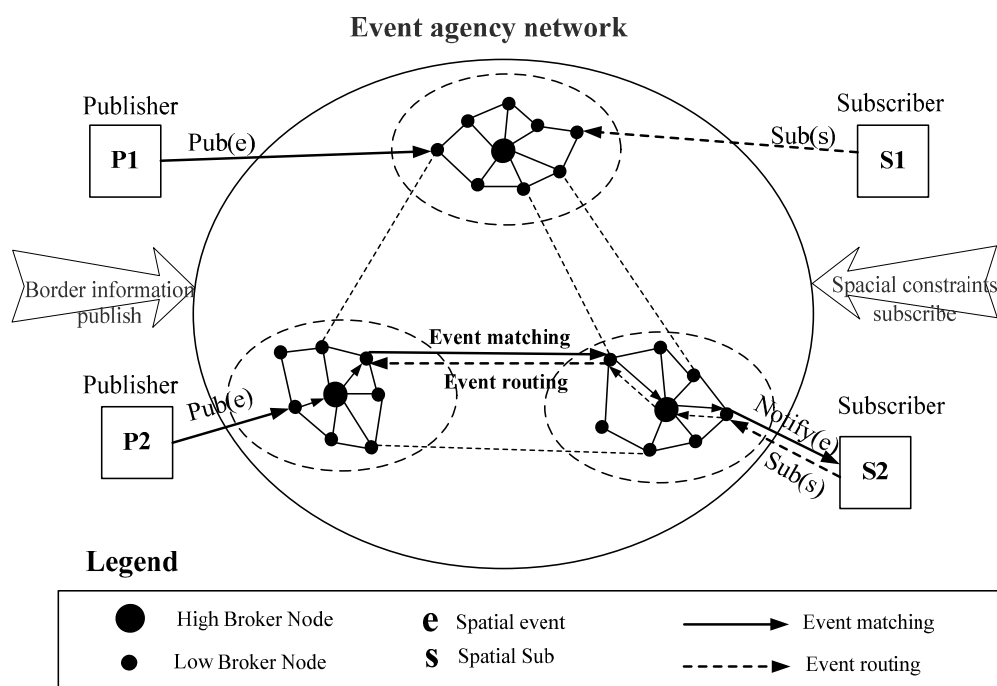 Event agency network
Publisher
P1
Pub(e)
Sub(s)
Subscriber
S1
Border information
publish
Spacial constraints
subscribe
Event matching
Event routing
Publisher
P2
Pub(e)
Notify(e)
Sub(s)
Subscriber
S2
Legend
High Broker Node
e Spatial event
Event matching
Low Broker Node
s Spatial Sub
Event routing